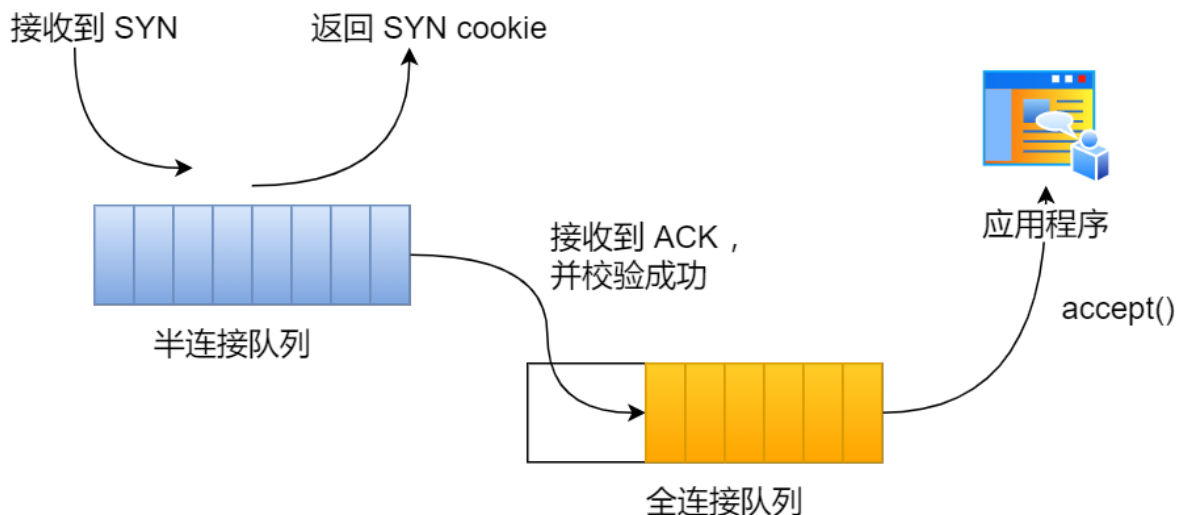 接收到 SYN
返回 SYN cookie
半连接队列
接收到 ACK，
并校验成功
全连接队列
应用程序
accept()